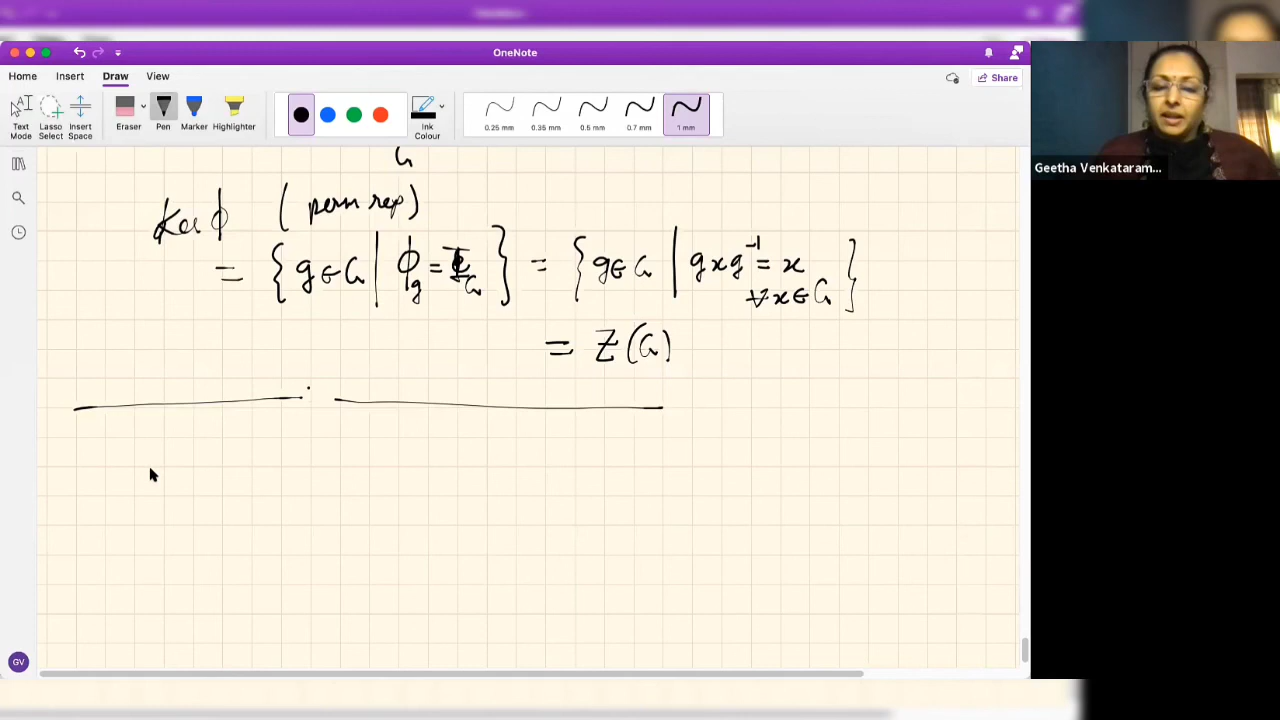 OneNote
Home Insert Draw View
Share
Text Mode Lasso Select Insert Space Eraser Pen Marker Highlighter Ink Colour 0.25 mm 0.35 mm 0.5 mm 0.7 mm 1 mm
Geetha Venkataram...
G
Ker ϕ (perm rep)
= {g ∈ G | ϕ_g = I_G} = {g ∈ G | g x g⁻¹ = x ∀ x ∈ G}
= Z(G)
GV